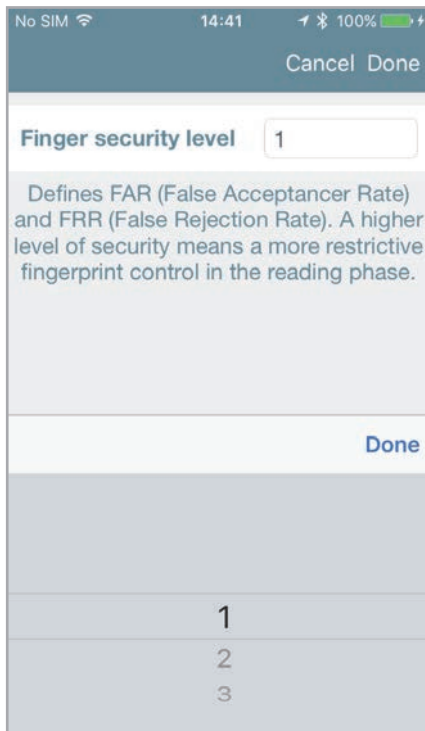 No SIM 14:41 100%
Cancel Done
Finger security level 1
Defines FAR (False Acceptancer Rate)
and FRR (False Rejection Rate). A higher
level of security means a more restrictive
fingerprint control in the reading phase.
Done
1
2
3